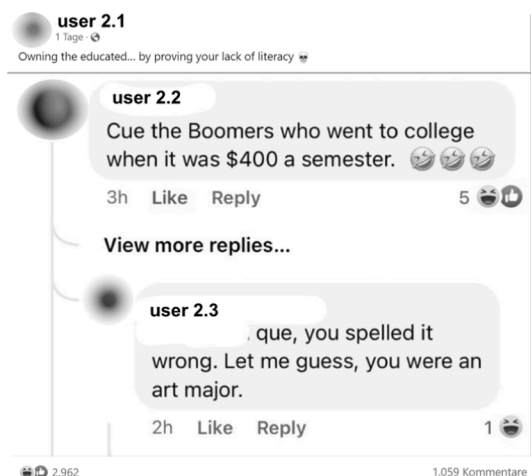 user 2.1
1 Tage ·
Owning the educated... by proving your lack of literacy
user 2.2
Cue the Boomers who went to college
when it was $400 a semester.
3h Like Reply
5
View more replies...
user 2.3
, que, you spelled it
wrong. Let me guess, you were an
art major.
2h Like Reply
1
2.962
1.059 Kommentare